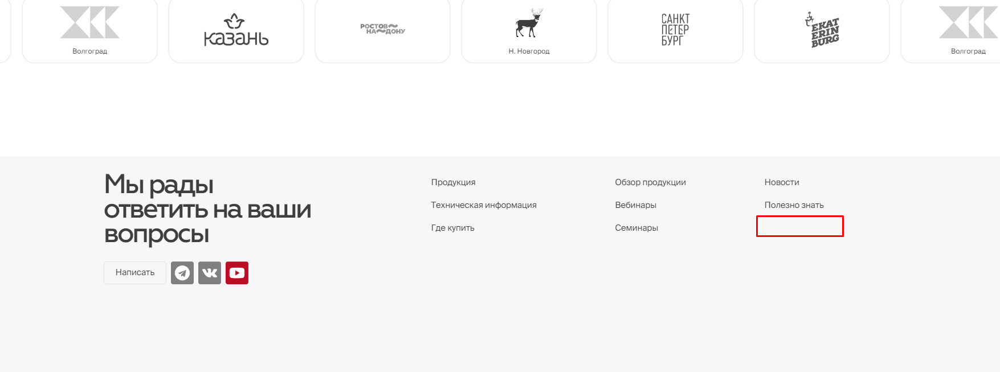 Волгоград
казань
РОСТОВ
НА ДОНУ
Н. Новгород
САНКТ
ПЕТЕР
БУРГ
EKAT
ERIN
BURG
Волгоград
Мы рады
ответить на ваши
вопросы
Написать
Продукция
Техническая информация
Где купить
Обзор продукции
Вебинары
Семинары
Новости
Полезно знать